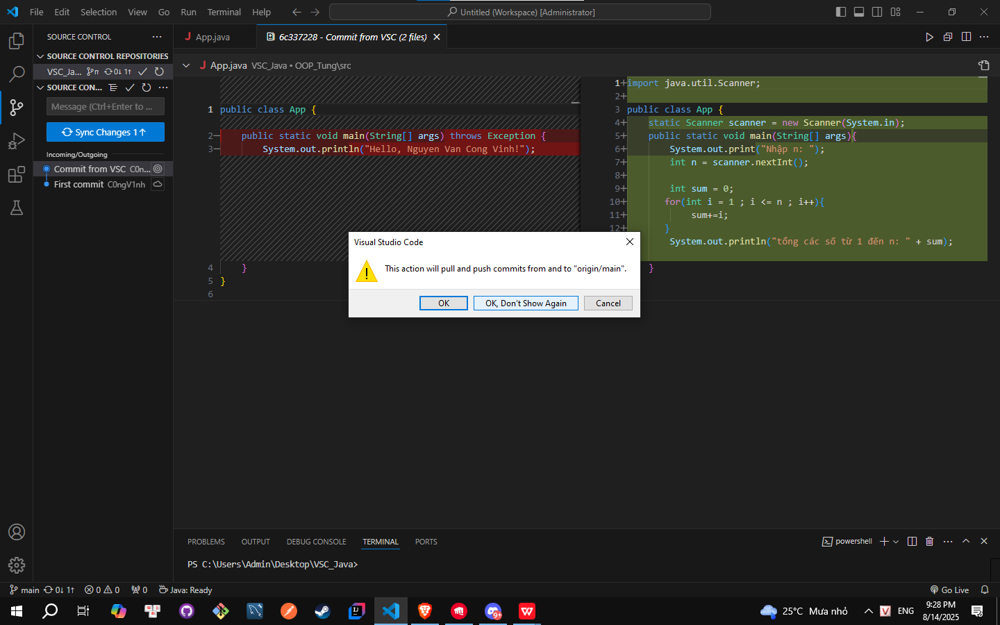 File Edit Selection View Go Run Terminal Help
Untitled (Workspace) [Administrator]
SOURCE CONTROL
SOURCE CONTROL REPOSITORIES
VSC_Ja... 0↓ 1↑
SOURCE CON...
Message (Ctrl+Enter to ...
Sync Changes 1↑
Incoming/Outgoing
Commit from VSC C0n...
First commit C0ngV1nh
App.java
6c337228 - Commit from VSC (2 files)
App.java VSC_Java • OOP_Tung\src
1 public class App {
2 public static void main(String[] args) throws Exception {
3 System.out.println("Hello, Nguyen Van Cong Vinh!");
4 }
5 }
6
1+ import java.util.Scanner;
2+
3 public class App {
4+ static Scanner scanner = new Scanner(System.in);
5+ public static void main(String[] args){
6+ System.out.print("Nhập n: ");
7+ int n = scanner.nextInt();
8+
9+ int sum = 0;
10+ for(int i = 1 ; i <= n ; i++){
11+ sum+=i;
12+ }
System.out.println("tổng các số từ 1 đến n: " + sum);
}
Visual Studio Code
This action will pull and push commits from and to "origin/main".
OK
OK, Don't Show Again
Cancel
PROBLEMS OUTPUT DEBUG CONSOLE TERMINAL PORTS
powershell
PS C:\Users\Admin\Desktop\VSC_Java>
main 0↓ 1↑ 0 0 0 Java: Ready
Go Live
9+
25°C Mưa nhỏ
V
ENG
9:28 PM
8/14/2025